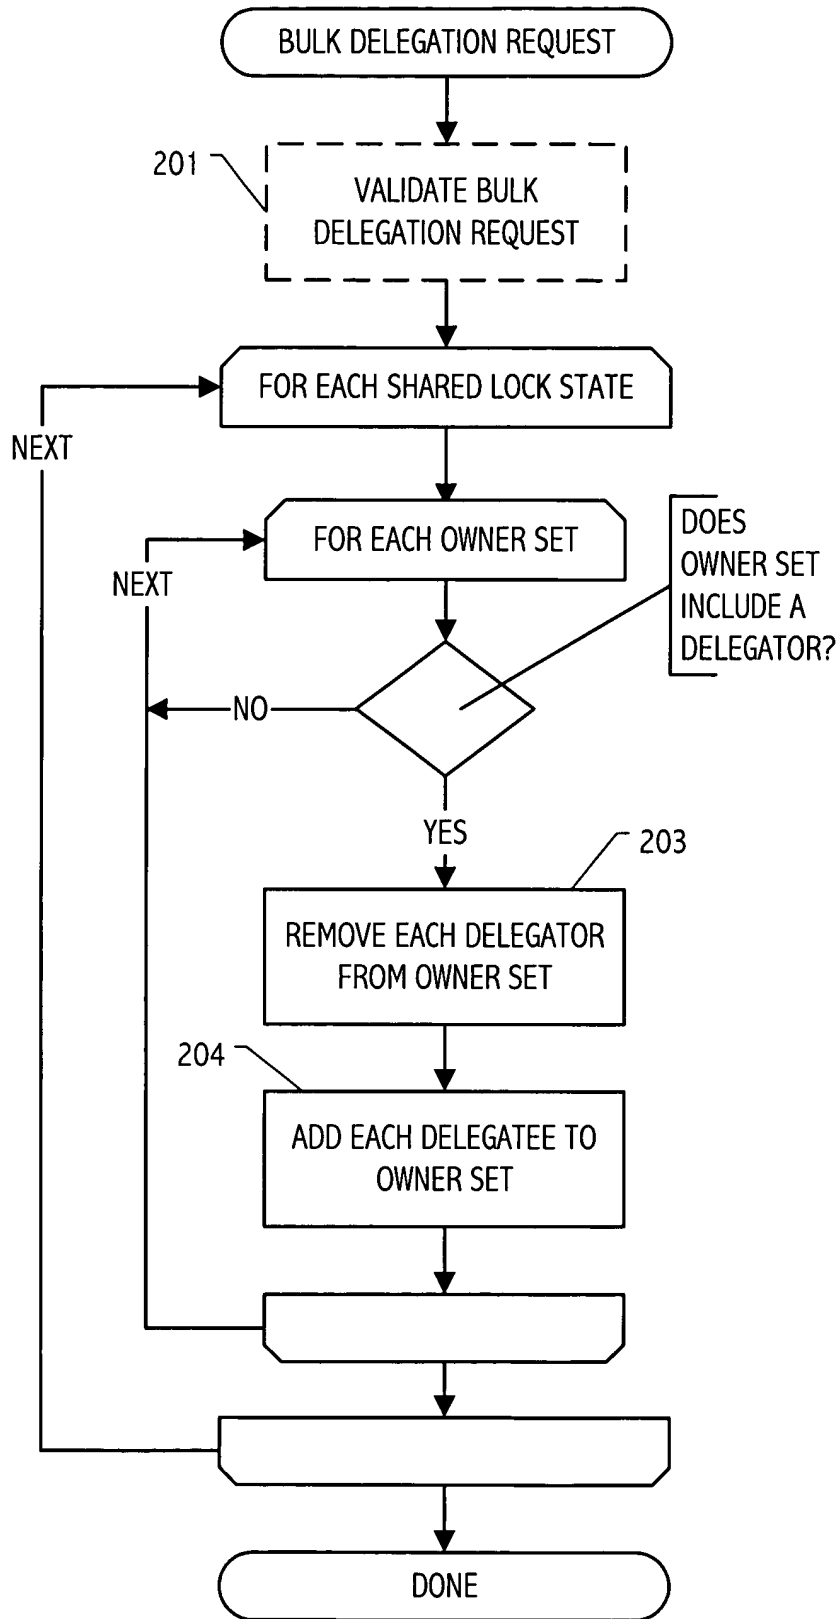 BULK DELEGATION REQUEST
201
VALIDATE BULK
DELEGATION REQUEST
FOR EACH SHARED LOCK STATE
NEXT
FOR EACH OWNER SET
NEXT
DOES
OWNER SET
INCLUDE A
DELEGATOR?
NO
YES
203
REMOVE EACH DELEGATOR
FROM OWNER SET
204
ADD EACH DELEGATEE TO
OWNER SET
DONE